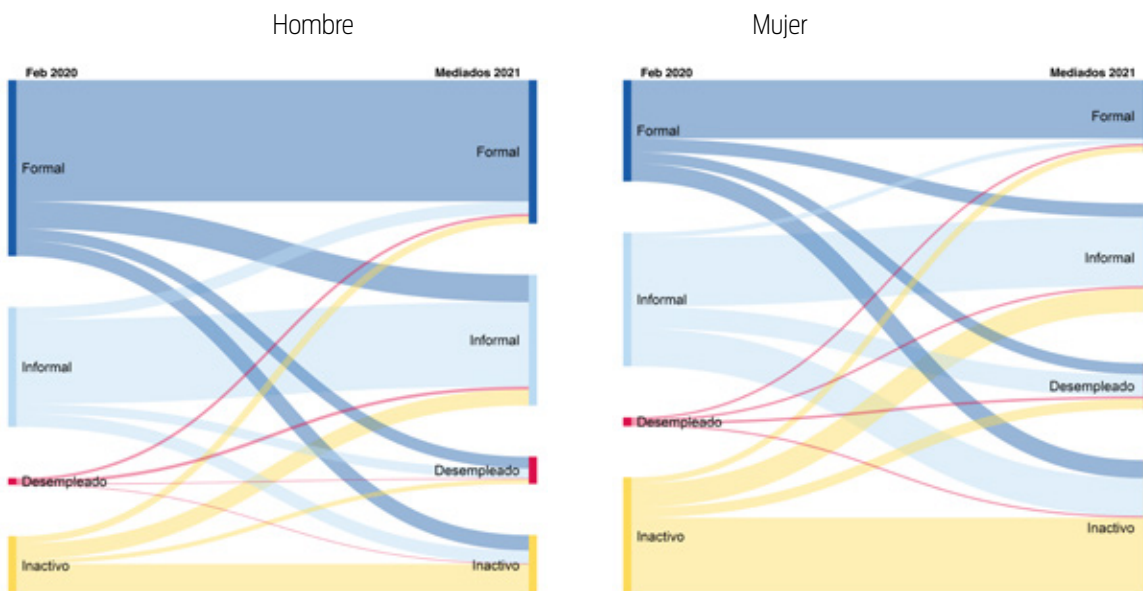 Hombre
Feb 2020
Mediados 2021
Formal
Formal
Informal
Informal
Desempleado
Desempleado
Inactivo
Inactivo
Mujer
Feb 2020
Mediados 2021
Formal
Formal
Informal
Informal
Desempleado
Desempleado
Inactivo
Inactivo